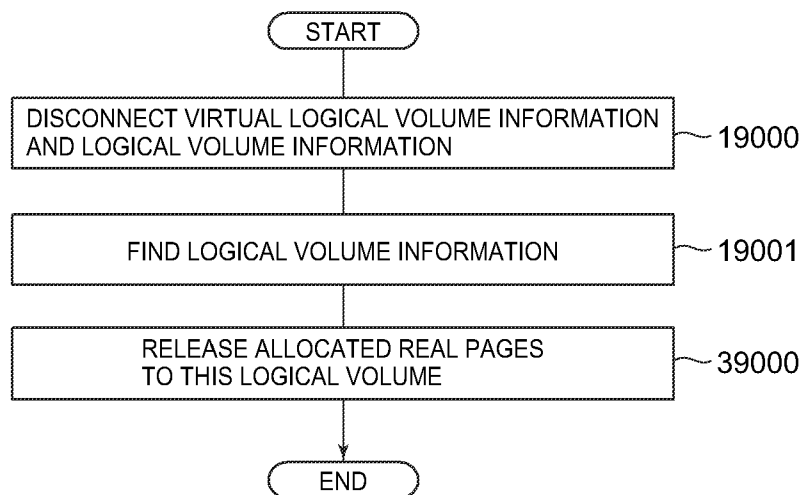 START
DISCONNECT VIRTUAL LOGICAL VOLUME INFORMATION
AND LOGICAL VOLUME INFORMATION
19000
FIND LOGICAL VOLUME INFORMATION
19001
RELEASE ALLOCATED REAL PAGES
TO THIS LOGICAL VOLUME
39000
END